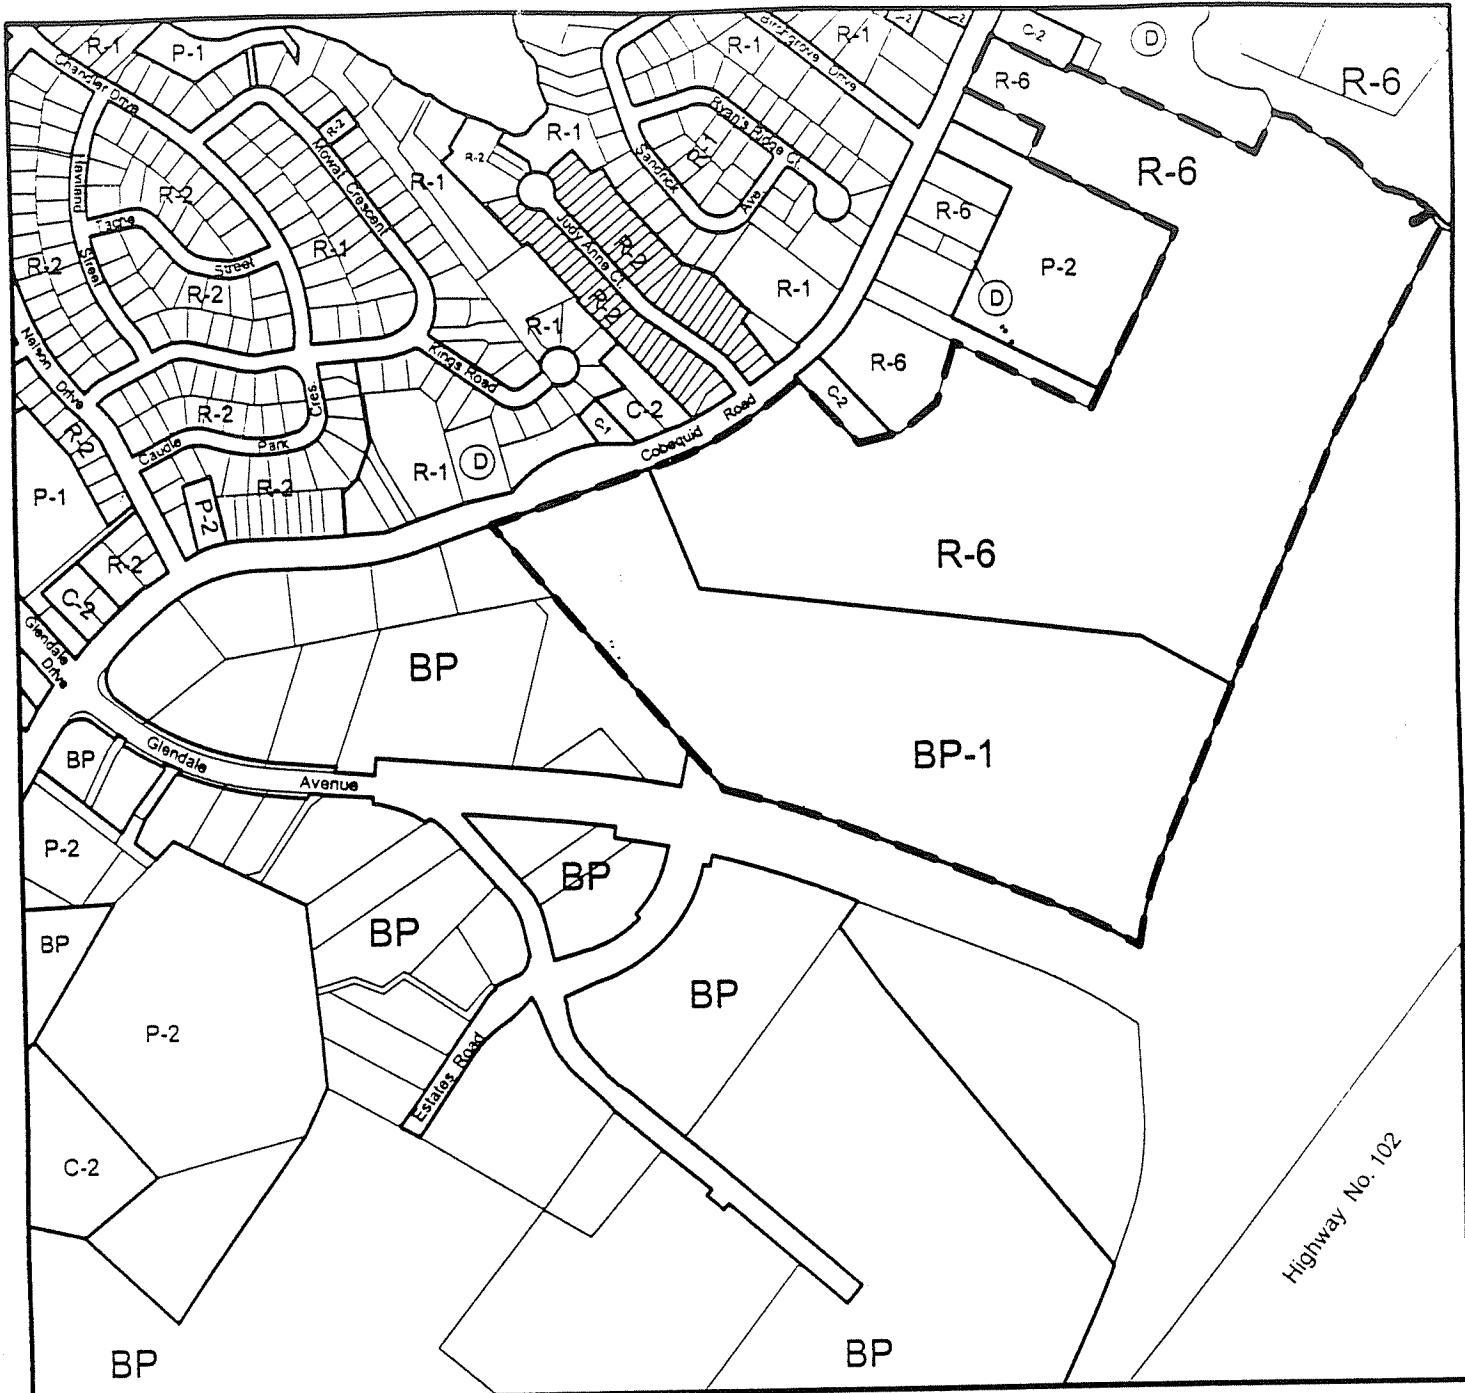 R-1
P-1
Chandler Drive
R-2
Mowat Crescent
R-1
R-2
R-1
R-1
R-1
Birchgrove Drive
C-2
D
R-6
R-6
R-6
Ryan's Ridge Ct.
R-1
Sandrick
Ave
R-2
R-2
Tache
Street
R-2
R-2
Street
R-1
Judy Anne Ct.
R-2
R-2
R-1
R-6
P-2
D
Nelson
Drive
R-1
Kings Road
R-6
C-2
R-2
Cres.
C-2
C-1
Cobequid
Road
R-2
Caudle
Park
R-1
D
P-1
R-2
P-2
R-6
R-2
C-2
Glendale
Drive
BP
BP
Glendale
Avenue
BP-1
P-2
BP
BP
BP
BP
P-2
Estates Road
C-2
Highway No. 102
BP
BP